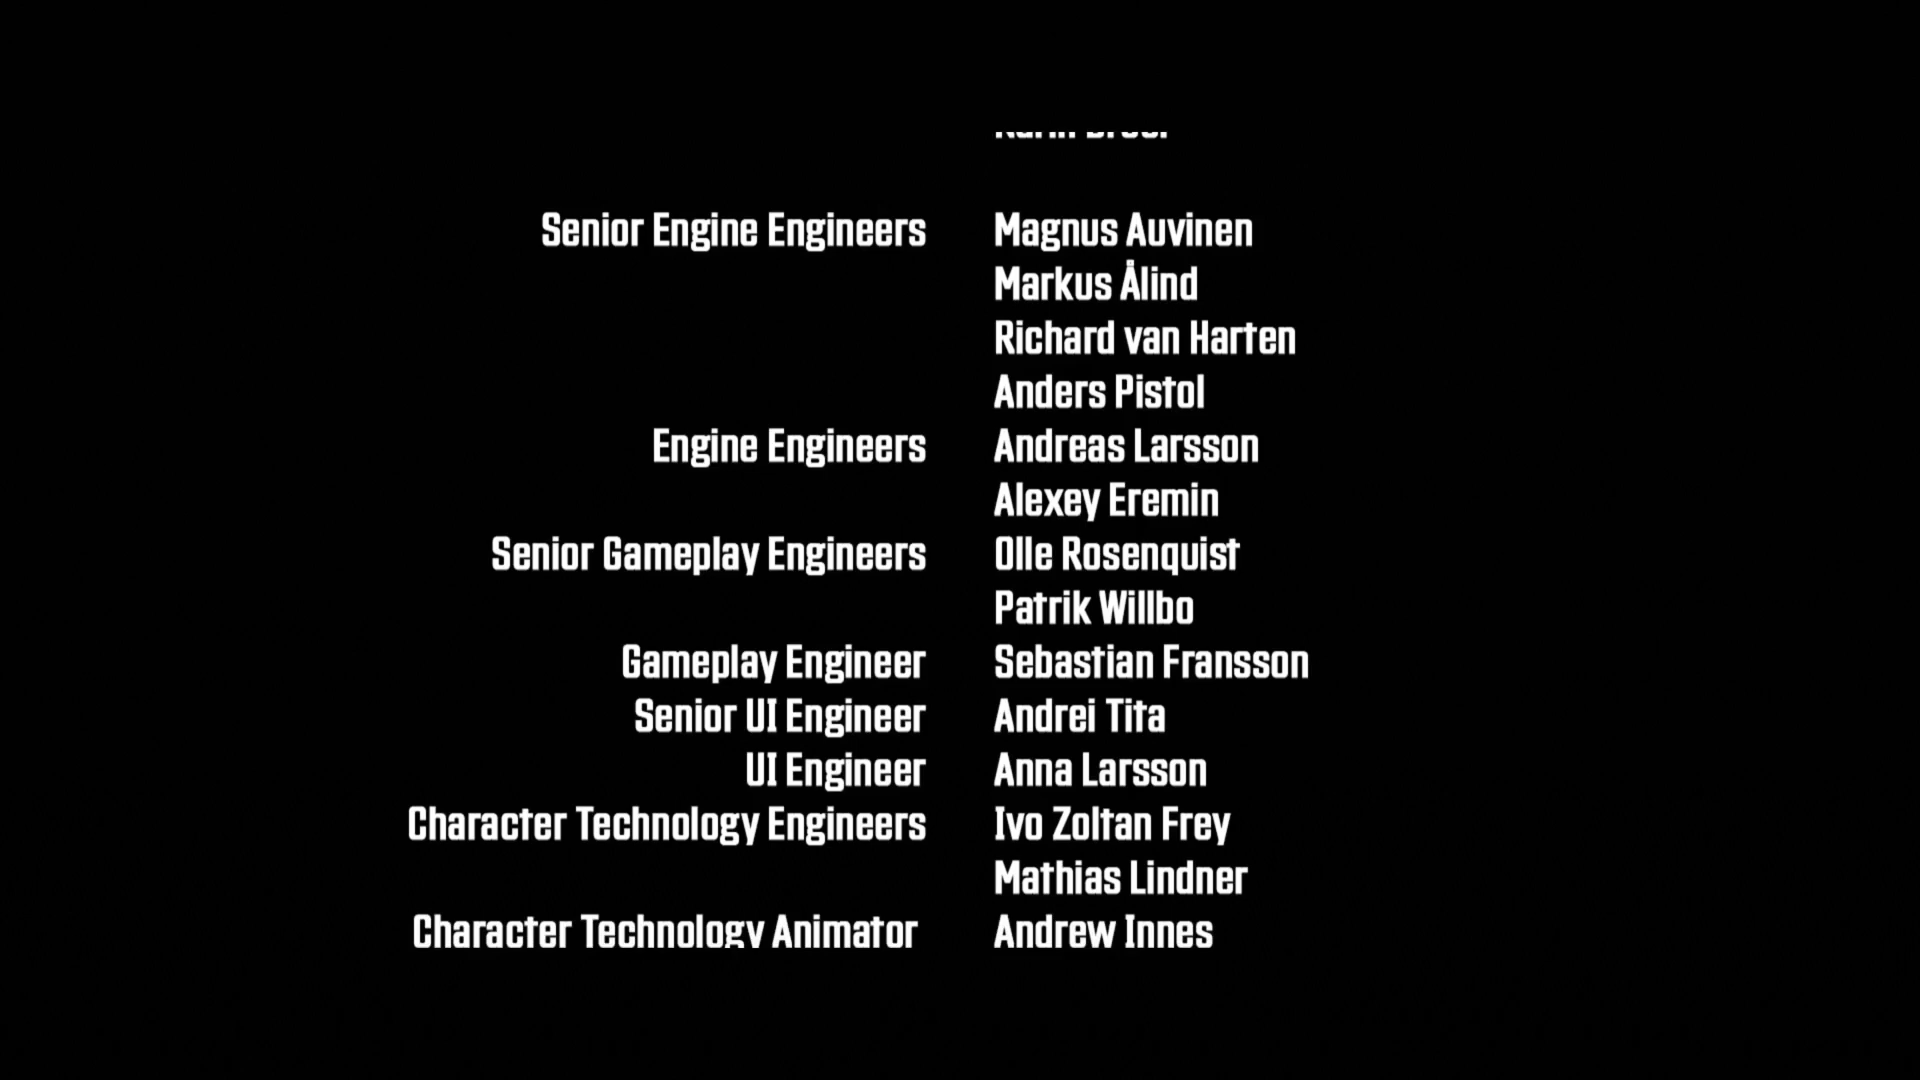 Senior Engine Engineers Magnus Auvinen
Markus Ålind
Richard van Harten
Anders Pistol
Engine Engineers Andreas Larsson
Alexey Eremin
Senior Gameplay Engineers Olle Rosenquist
Patrik Willbo
Gameplay Engineer Sebastian Fransson
Senior UI Engineer Andrei Tita
UI Engineer Anna Larsson
Character Technology Engineers Ivo Zoltan Frey
Mathias Lindner
Character Technology Animator Andrew Innes